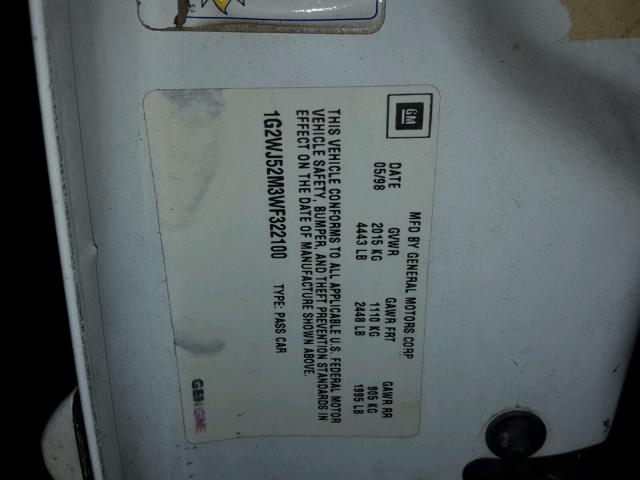 GM
MFD BY GENERAL MOTORS CORP
DATE GVWR GAWR FRT GAWR RR
05/98 2015 KG 1110 KG 905 KG
4443 LB 2448 LB 1995 LB
THIS VEHICLE CONFORMS TO ALL APPLICABLE U.S. FEDERAL MOTOR
VEHICLE SAFETY, BUMPER, AND THEFT PREVENTION STANDARDS IN
EFFECT ON THE DATE OF MANUFACTURE SHOWN ABOVE.
1G2WJ52M3WF322100 TYPE: PASS CAR